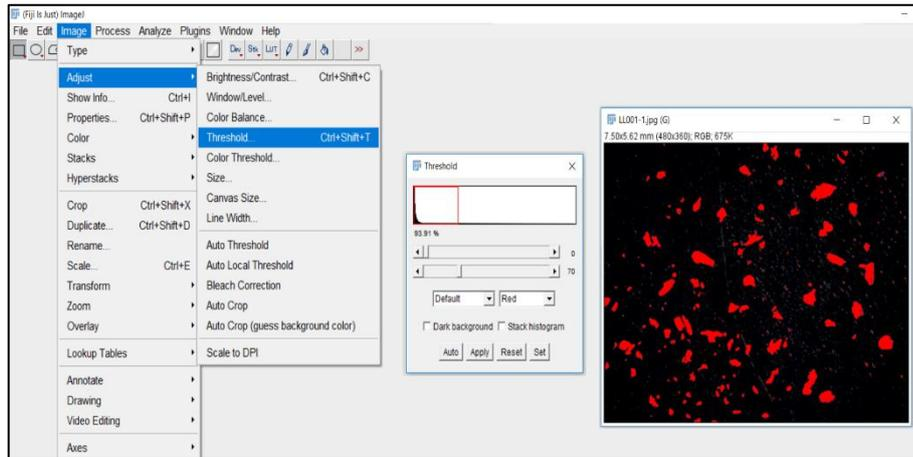 (Fiji Is Just) ImageJ
File Edit Image Process Analyze Plugins Window Help
Dev Stk LUT >>
Type
Adjust
Show Info... Ctrl+I
Properties... Ctrl+Shift+P
Color
Stacks
Hyperstacks
Crop Ctrl+Shift+X
Duplicate... Ctrl+Shift+D
Rename...
Scale... Ctrl+E
Transform
Zoom
Overlay
Lookup Tables
Annotate
Drawing
Video Editing
Axes
Brightness/Contrast... Ctrl+Shift+C
Window/Level...
Color Balance...
Threshold... Ctrl+Shift+T
Color Threshold...
Size...
Canvas Size...
Line Width...
Auto Threshold
Auto Local Threshold
Bleach Correction
Auto Crop
Auto Crop (guess background color)
Scale to DPI
Threshold
93.91 %
0
70
Default Red
Dark background Stack histogram
Auto Apply Reset Set
LL001-1.jpg (G)
7.50x5.62 mm (480x360); RGB; 675K